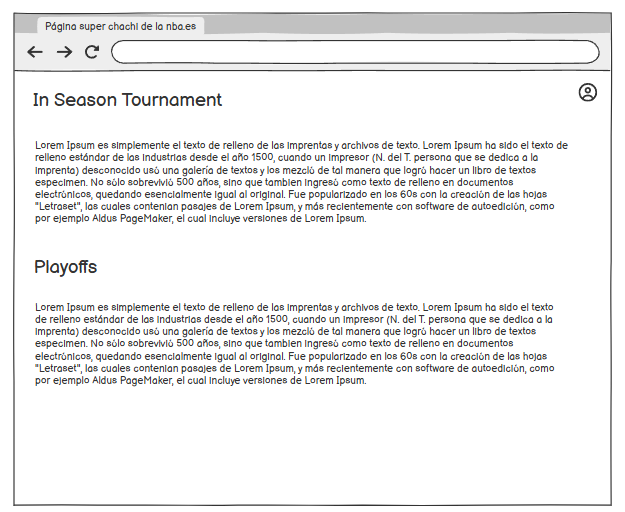 Página super chachi de la nba.es
In Season Tournament
Lorem Ipsum es simplemente el texto de relleno de las imprentas y archivos de texto. Lorem Ipsum ha sido el texto de
relleno estándar de las industrias desde el año 1500, cuando un impresor (N. del T. persona que se dedica a la
imprenta) desconocido usó una galería de textos y los mezcló de tal manera que logró hacer un libro de textos
especimen. No sólo sobrevivió 500 años, sino que tambien ingresó como texto de relleno en documentos
electrónicos, quedando esencialmente igual al original. Fue popularizado en los 60s con la creación de las hojas
"Letraset", las cuales contenian pasajes de Lorem Ipsum, y más recientemente con software de autoedición, como
por ejemplo Aldus PageMaker, el cual incluye versiones de Lorem Ipsum.
Playoffs
Lorem Ipsum es simplemente el texto de relleno de las imprentas y archivos de texto. Lorem Ipsum ha sido el texto
de relleno estándar de las industrias desde el año 1500, cuando un impresor (N. del T. persona que se dedica a la
imprenta) desconocido usó una galería de textos y los mezcló de tal manera que logró hacer un libro de textos
especimen. No sólo sobrevivió 500 años, sino que tambien ingresó como texto de relleno en documentos
electrónicos, quedando esencialmente igual al original. Fue popularizado en los 60s con la creación de las hojas
"Letraset", las cuales contenian pasajes de Lorem Ipsum, y más recientemente con software de autoedición, como
por ejemplo Aldus PageMaker, el cual incluye versiones de Lorem Ipsum.